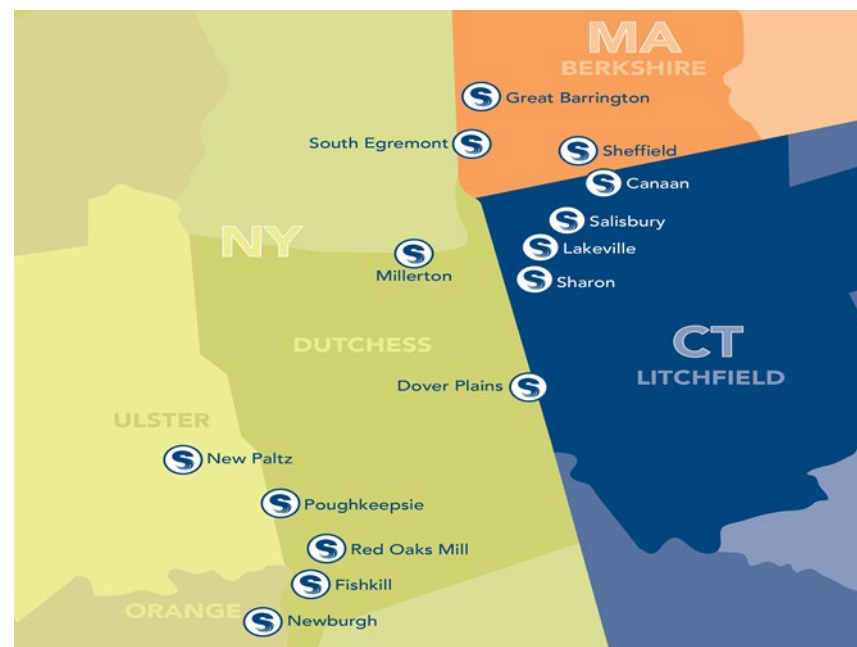 MA
BERKSHIRE
Great Barrington
South Egremont
Sheffield
Canaan
Salisbury
NY
Lakeville
Millerton
Sharon
DUTCHESS
CT
LITCHFIELD
Dover Plains
ULSTER
New Paltz
Poughkeepsie
Red Oaks Mill
Fishkill
ORANGE
Newburgh